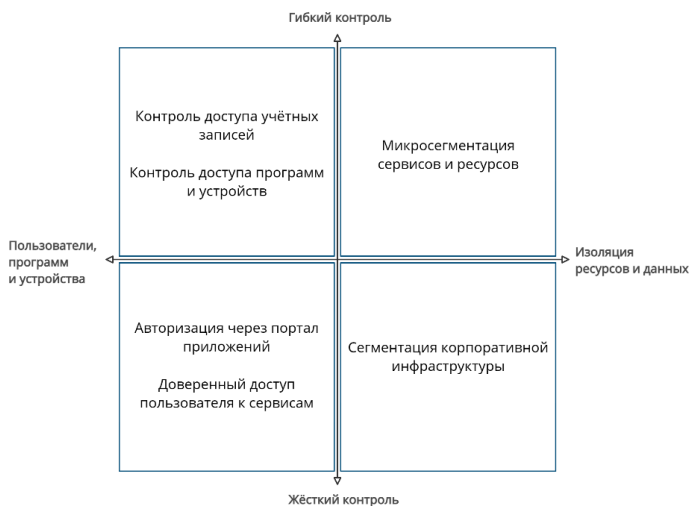 Гибкий контроль
Контроль доступа учётных
записей
Контроль доступа программ
и устройств
Микросегментация
сервисов и ресурсов
Пользователи,
программ
и устройства
Изоляция
ресурсов и данных
Авторизация через портал
приложений
Доверенный доступ
пользователя к сервисам
Сегментация корпоративной
инфраструктуры
Жёсткий контроль